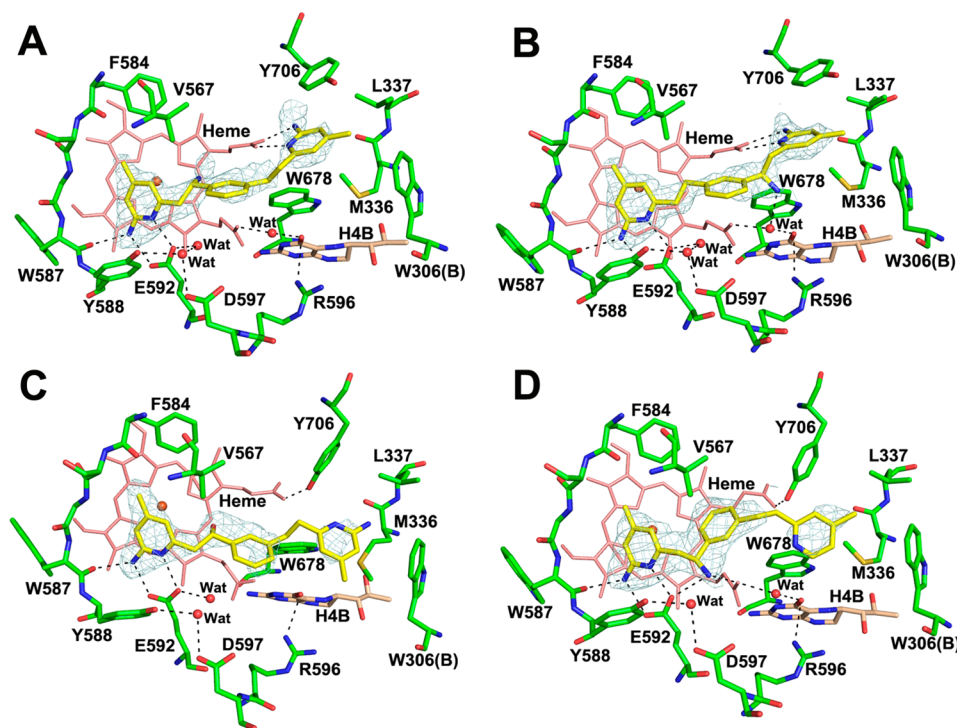 A
F584
V567
Y706
L337
Heme
W678
M336
Wat
H4B
Wat
Wat
W587
Y588
E592
D597
R596
W306(B)
B
F584
V567
Y706
L337
Heme
W678
M336
Wat
H4B
Wat
Wat
W587
Y588
E592
D597
R596
W306(B)
C
F584
V567
Y706
L337
Heme
M336
W678
W587
Wat
Wat
H4B
Y588
E592
D597
R596
W306(B)
D
F584
V567
Y706
L337
Heme
W678
M336
Wat
Wat
H4B
W587
Y588
E592
D597
R596
W306(B)